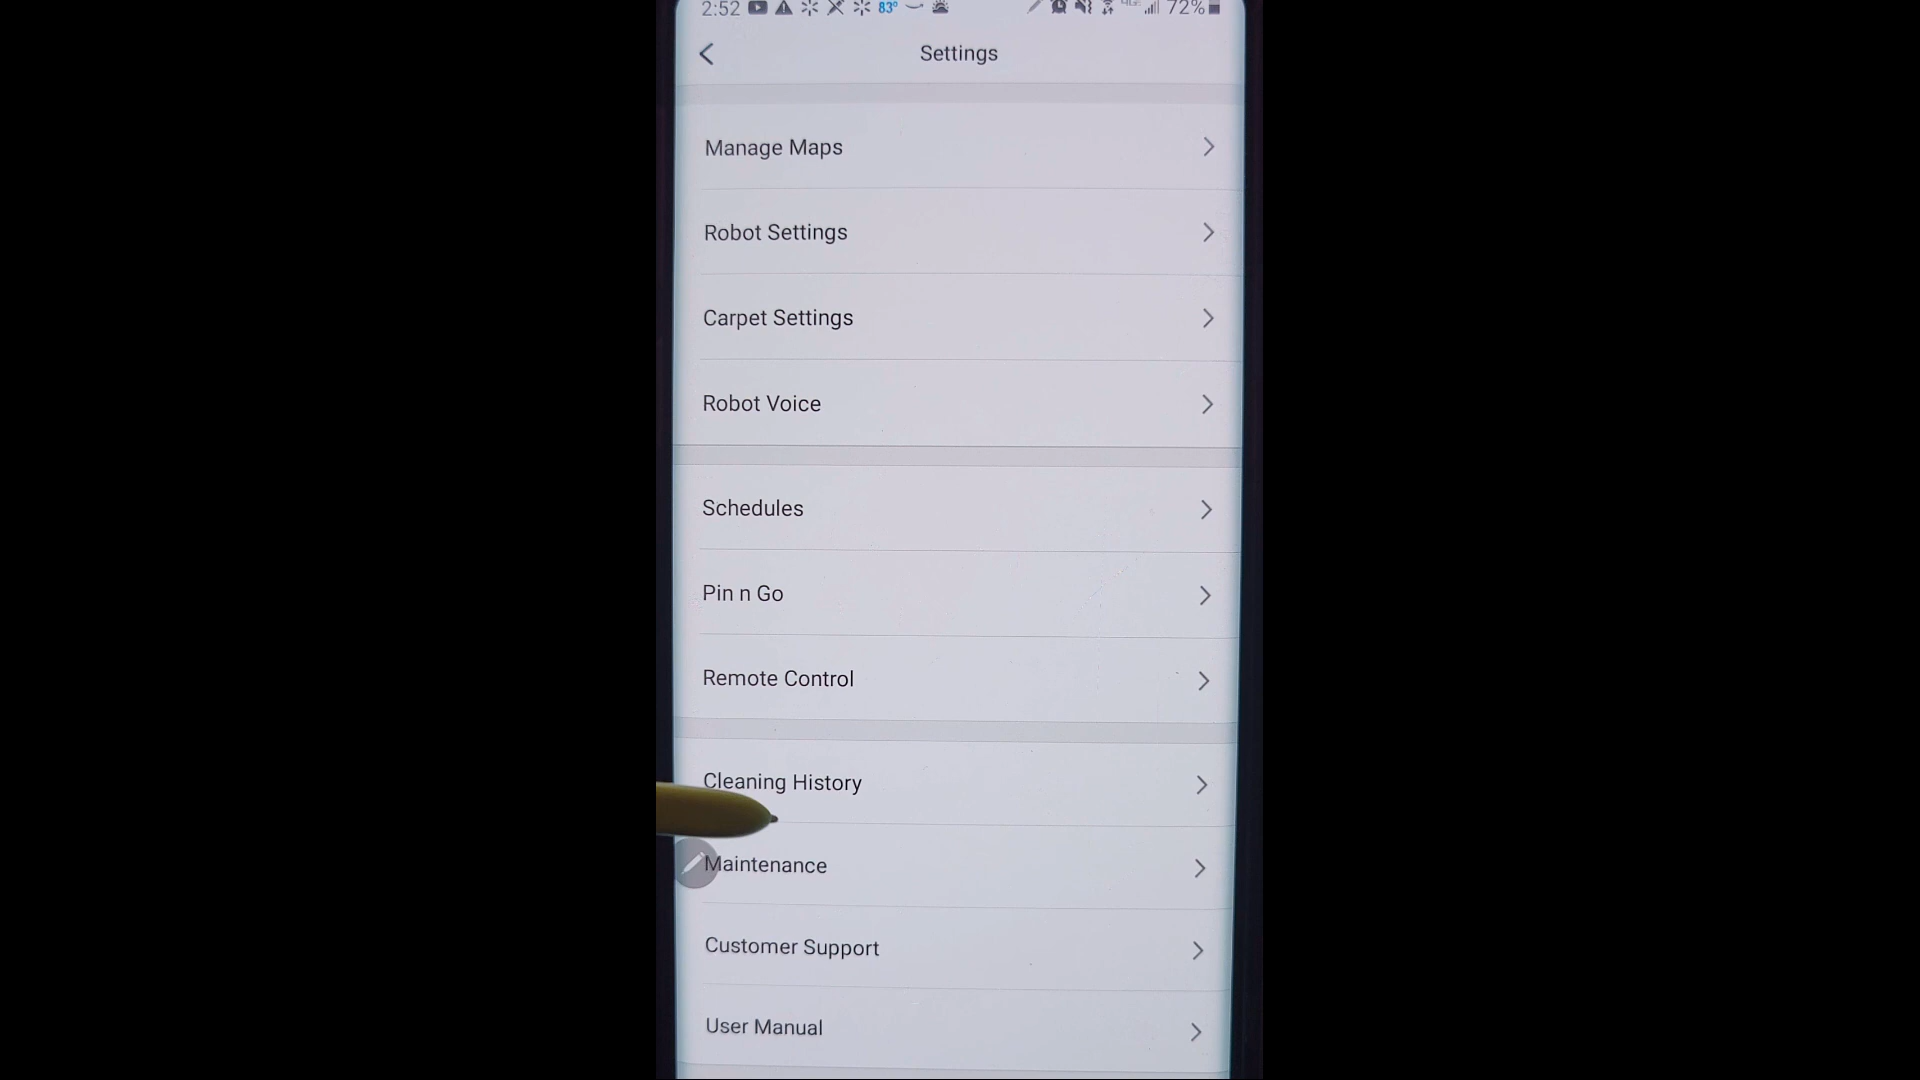 2:52 83° 72%
Settings
Manage Maps
Robot Settings
Carpet Settings
Robot Voice
Schedules
Pin n Go
Remote Control
Cleaning History
Maintenance
Customer Support
User Manual